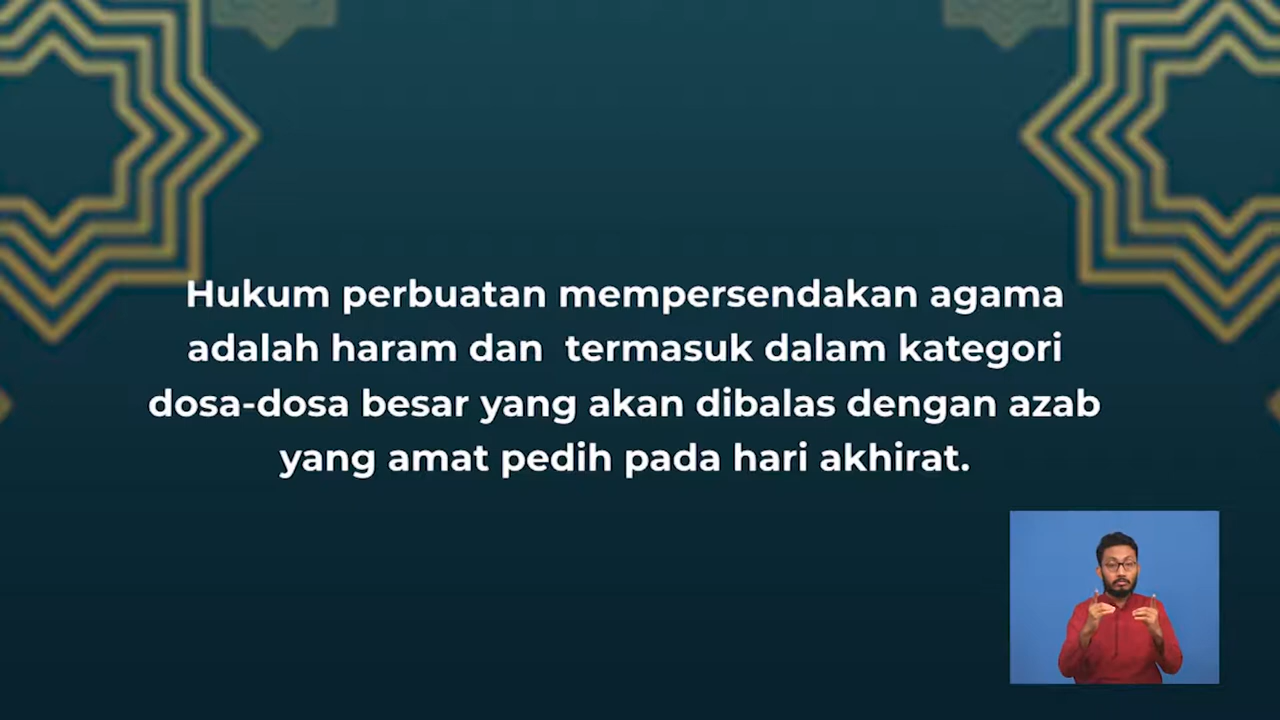 Hukum perbuatan mempersendakan agama
adalah haram dan  termasuk dalam kategori
dosa-dosa besar yang akan dibalas dengan azab
yang amat pedih pada hari akhirat.